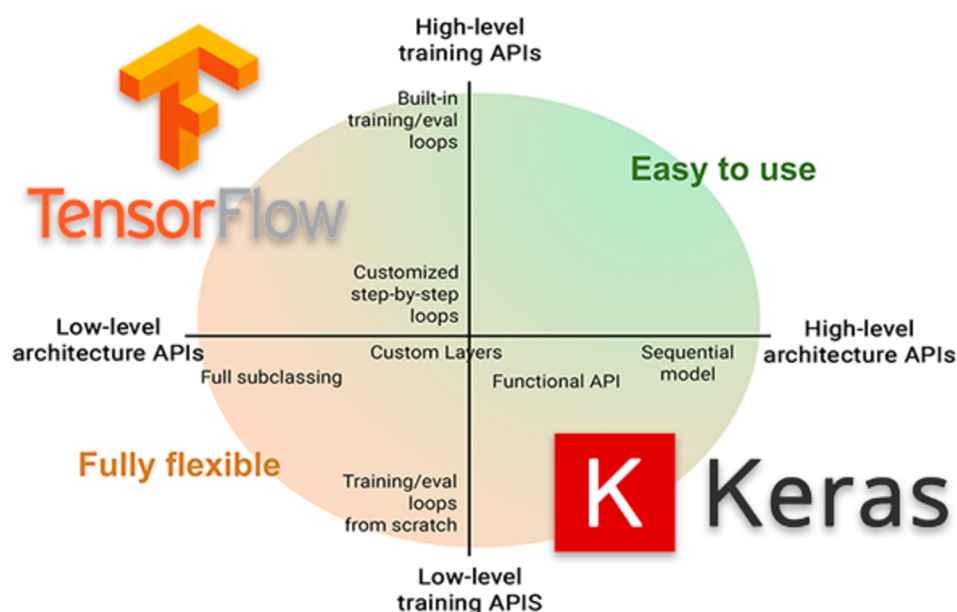 High-level
training APIs
Built-in
training/eval
loops
Easy to use
TensorFlow
Customized
step-by-step
loops
Low-level
architecture APIs
High-level
architecture APIs
Custom Layers
Sequential
model
Full subclassing
Functional API
Fully flexible
K Keras
Training/eval
loops
from scratch
Low-level
training APIS